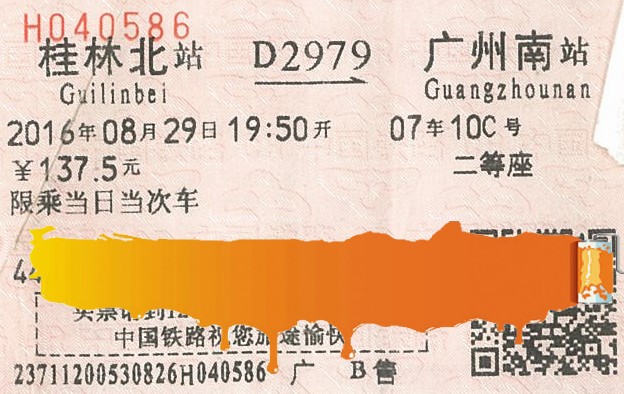 H040586
桂林北站 D2979 广州南站
Guilinbei Guangzhounan
2016年08月29日19:50开 07车10C号
￥137.5元 二等座
限乘当日当次车
中国铁路祝您旅途愉快
23711200530826H040586 广 B售